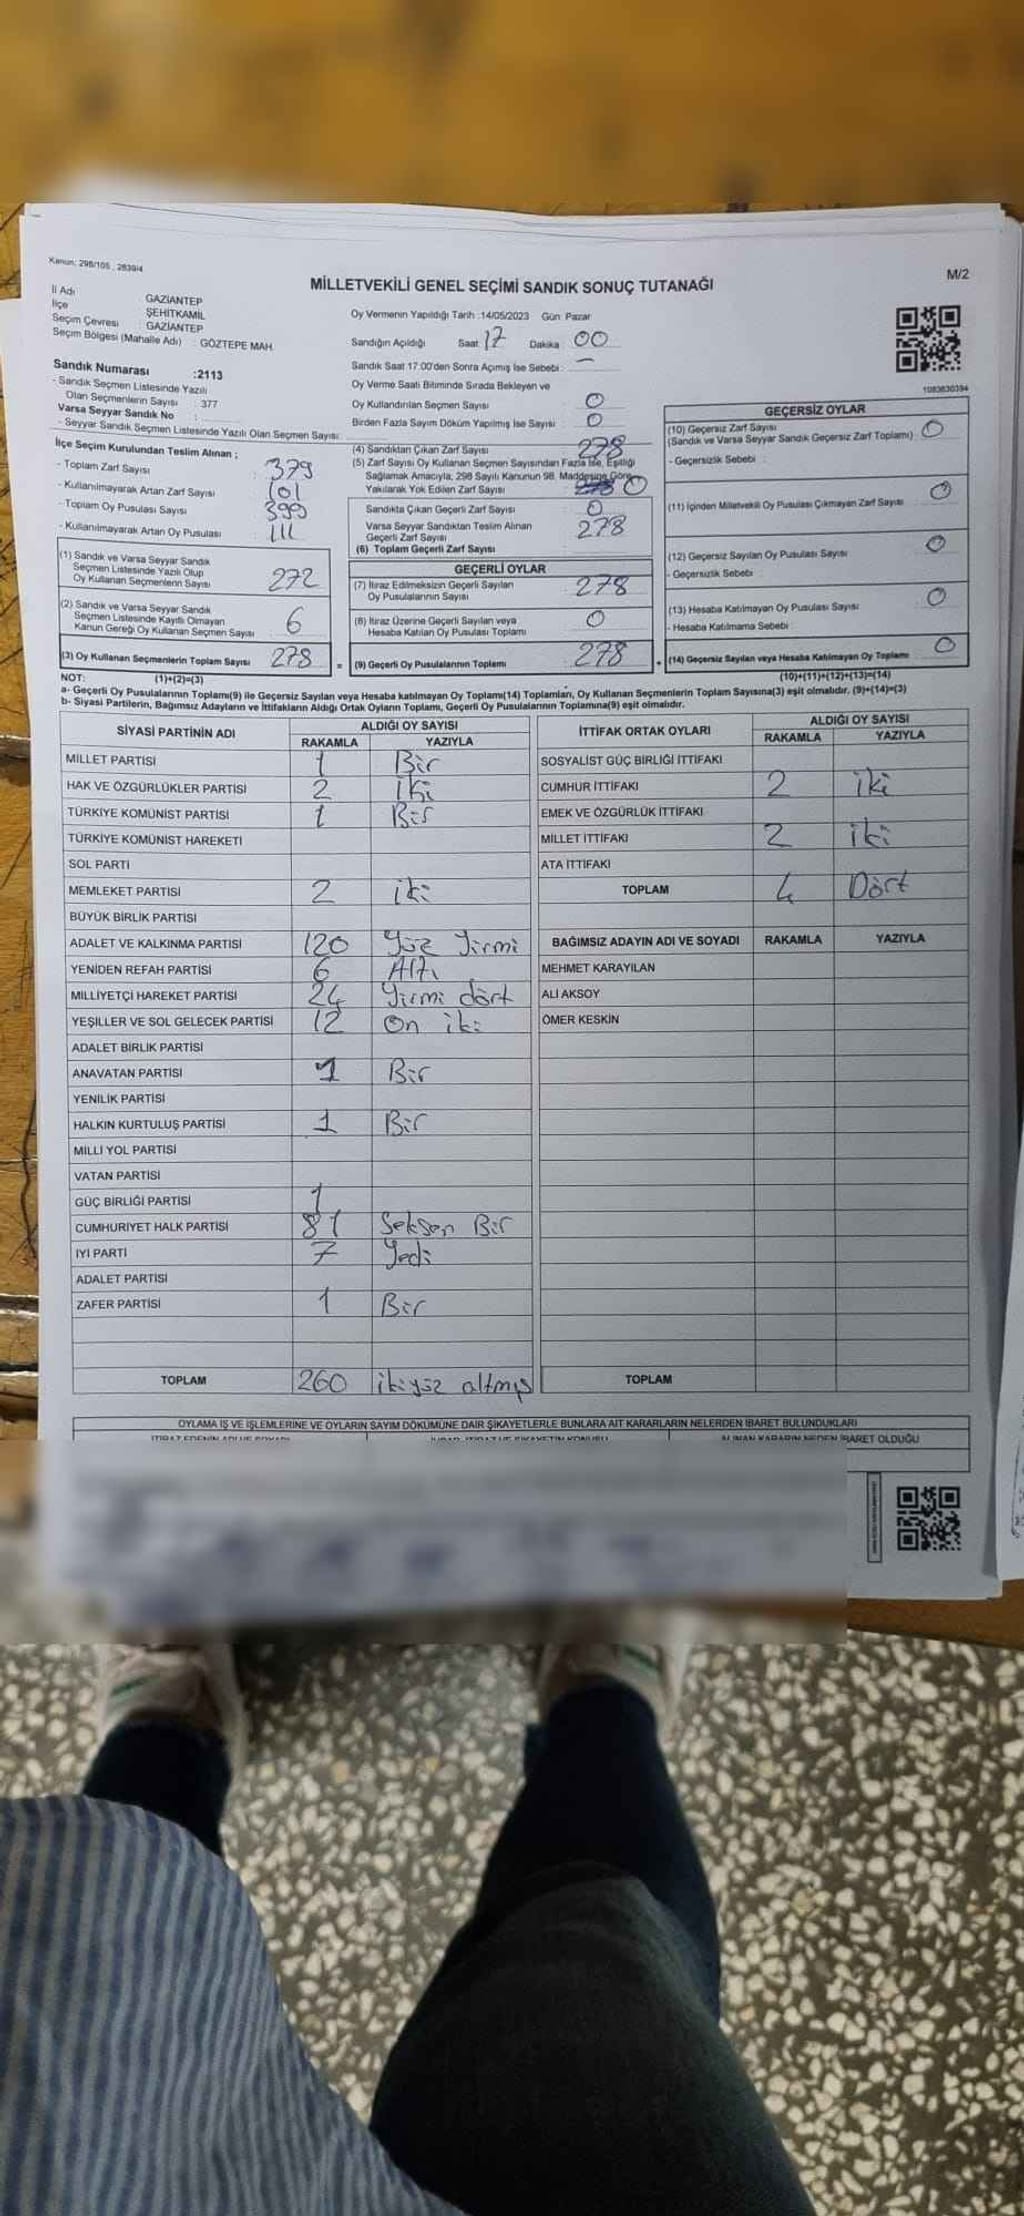 Kanun: 298/105 , 2839/4
M/2
MİLLETVEKİLİ GENEL SEÇİMİ SANDIK SONUÇ TUTANAĞI
İl Adı GAZİANTEP
İlçe ŞEHİTKAMİL
Seçim Çevresi GAZİANTEP
Seçim Bölgesi (Mahalle Adı) : GÖZTEPE MAH.
Sandık Numarası :2113
- Sandık Seçmen Listesinde Yazılı
Olan Seçmenlerin Sayısı : 377
Varsa Seyyar Sandık No :
- Seyyar Sandık Seçmen Listesinde Yazılı Olan Seçmen Sayısı:
İlçe Seçim Kurulundan Teslim Alınan ;
- Toplam Zarf Sayısı : 379
- Kullanılmayarak Artan Zarf Sayısı : 101
- Toplam Oy Pusulası Sayısı : 399
- Kullanılmayarak Artan Oy Pusulası : 111
(1) Sandık ve Varsa Seyyar Sandık
Seçmen Listesinde Yazılı Olup
Oy Kullanan Seçmenlerin Sayısı : 272
(2) Sandık ve Varsa Seyyar Sandık
Seçmen Listesinde Kayıtlı Olmayan
Kanun Gereği Oy Kullanan Seçmen Sayısı : 6
(3) Oy Kullanan Seçmenlerin Toplam Sayısı : 278 =
Oy Vermenin Yapıldığı Tarih :14/05/2023 Gün: Pazar
Sandığın Açıldığı Saat : 17 Dakika : 00
Sandık Saat 17:00'den Sonra Açımış İse Sebebi : —
Oy Verme Saati Bitiminde Sırada Bekleyen ve
Oy Kullandırılan Seçmen Sayısı : 0
Birden Fazla Sayım Döküm Yapılmış İse Sayısı : 0
(4) Sandıktan Çıkan Zarf Sayısı : 278
(5) Zarf Sayısı Oy Kullanan Seçmen Sayısından Fazla İse, Eşitliği
Sağlamak Amacıyla, 298 Sayılı Kanunun 98. Maddesine Göre
Yakılarak Yok Edilen Zarf Sayısı : 0
Sandıkta Çıkan Geçerli Zarf Sayısı : 0
Varsa Seyyar Sandıktan Teslim Alınan
Geçerli Zarf Sayısı : 278
(6) Toplam Geçerli Zarf Sayısı :
GEÇERLİ OYLAR
(7) İtiraz Edilmeksizin Geçerli Sayılan
Oy Pusulalarının Sayısı : 278
(8) İtiraz Üzerine Geçerli Sayılan veya
Hesaba Katılan Oy Pusulası Toplamı : 0
(9) Geçerli Oy Pusulalarının Toplamı : 278 +
1083830394
GEÇERSİZ OYLAR
(10) Geçersiz Zarf Sayısı
(Sandık ve Varsa Seyyar Sandık Geçersiz Zarf Toplamı) : 0
- Geçersizlik Sebebi :
(11) İçinden Milletvekili Oy Pusulası Çıkmayan Zarf Sayısı : 0
(12) Geçersiz Sayılan Oy Pusulası Sayısı : 0
- Geçersizlik Sebebi :
(13) Hesaba Katılmayan Oy Pusulası Sayısı : 0
- Hesaba Katılmama Sebebi :
(14) Geçersiz Sayılan veya Hesaba Katılmayan Oy Toplamı : 0
NOT: (1)+(2)=(3) (10)+(11)+(12)+(13)=(14)
a- Geçerli Oy Pusulalarının Toplamı(9) ile Geçersiz Sayılan veya Hesaba katılmayan Oy Toplamı(14) Toplamları, Oy Kullanan Seçmenlerin Toplam Sayısına(3) eşit olmalıdır. (9)+(14)=(3)
b- Siyasi Partilerin, Bağımsız Adayların ve İttifakların Aldığı Ortak Oyların Toplamı, Geçerli Oy Pusulalarının Toplamına(9) eşit olmalıdır.
SİYASİ PARTİNİN ADI ALDIĞI OY SAYISI
RAKAMLA YAZIYLA
MİLLET PARTİSİ 1 Bir
HAK VE ÖZGÜRLÜKLER PARTİSİ 2 iki
TÜRKİYE KOMÜNİST PARTİSİ 1 Bir
TÜRKİYE KOMÜNİST HAREKETİ
SOL PARTİ
MEMLEKET PARTİSİ 2 iki
BÜYÜK BİRLİK PARTİSİ
ADALET VE KALKINMA PARTİSİ 120 Yüz Yirmi
YENİDEN REFAH PARTİSİ 6 Altı
MİLLİYETÇİ HAREKET PARTİSİ 24 Yirmi dört
YEŞİLLER VE SOL GELECEK PARTİSİ 12 On iki
ADALET BİRLİK PARTİSİ
ANAVATAN PARTİSİ 1 Bir
YENİLİK PARTİSİ
HALKIN KURTULUŞ PARTİSİ 1 Bir
MİLLİ YOL PARTİSİ
VATAN PARTİSİ
GÜÇ BİRLİĞİ PARTİSİ 1
CUMHURİYET HALK PARTİSİ 81 Seksen Bir
İYİ PARTİ 7 Yedi
ADALET PARTİSİ
ZAFER PARTİSİ 1 Bir
TOPLAM 260 ikiyüz altmış
İTTİFAK ORTAK OYLARI ALDIĞI OY SAYISI
RAKAMLA YAZIYLA
SOSYALİST GÜÇ BİRLİĞİ İTTİFAKI
CUMHUR İTTİFAKI 2 iki
EMEK VE ÖZGÜRLÜK İTTİFAKI
MİLLET İTTİFAKI 2 iki
ATA İTTİFAKI
TOPLAM 4 Dört
BAĞIMSIZ ADAYIN ADI VE SOYADI RAKAMLA YAZIYLA
MEHMET KARAYILAN
ALİ AKSOY
ÖMER KESKİN
TOPLAM
OYLAMA İŞ VE İŞLEMLERİNE VE OYLARIN SAYIM DÖKÜMÜNE DAİR ŞİKAYETLERLE BUNLARA AİT KARARLARIN NELERDEN İBARET BULUNDUKLARI
ALINAN KARARIN NEDEN İBARET OLDUĞU